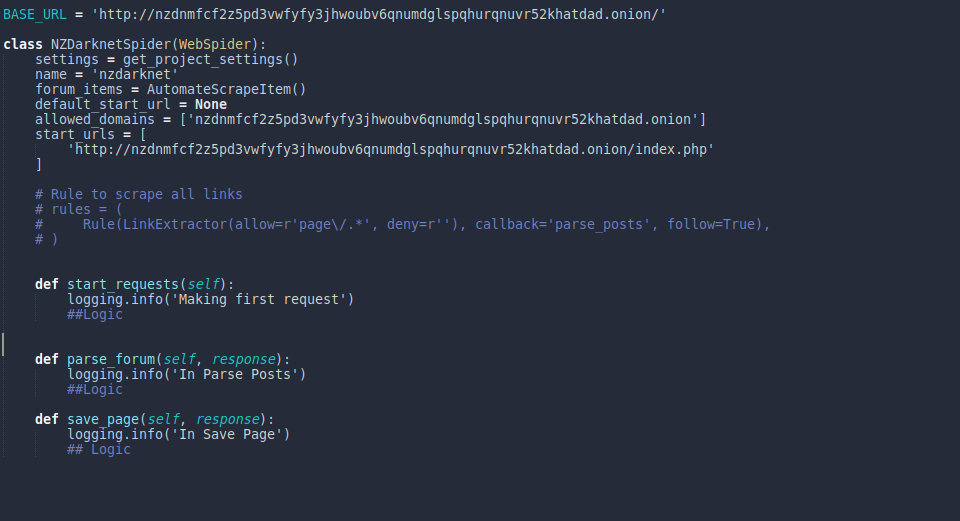 BASE_URL = 'http://nzdnmfcf2z5pd3vwfyfy3jhwoubv6qnumdglspqhurqnuvr52khatdad.onion/'
class NZDarknetSpider(WebSpider):
settings = get_project_settings()
name = 'nzdarknet'
forum_items = AutomateScrapeItem()
default_start_url = None
allowed_domains = ['nzdnmfcf2z5pd3vwfyfy3jhwoubv6qnumdglspqhurqnuvr52khatdad.onion']
start_urls = [
'http://nzdnmfcf2z5pd3vwfyfy3jhwoubv6qnumdglspqhurqnuvr52khatdad.onion/index.php'
]
# Rule to scrape all links
# rules = (
#     Rule(LinkExtractor(allow=r'page\/.*', deny=r''), callback='parse_posts', follow=True),
# )
def start_requests(self):
logging.info('Making first request')
##Logic
def parse_forum(self, response):
logging.info('In Parse Posts')
##Logic
def save_page(self, response):
logging.info('In Save Page')
## Logic